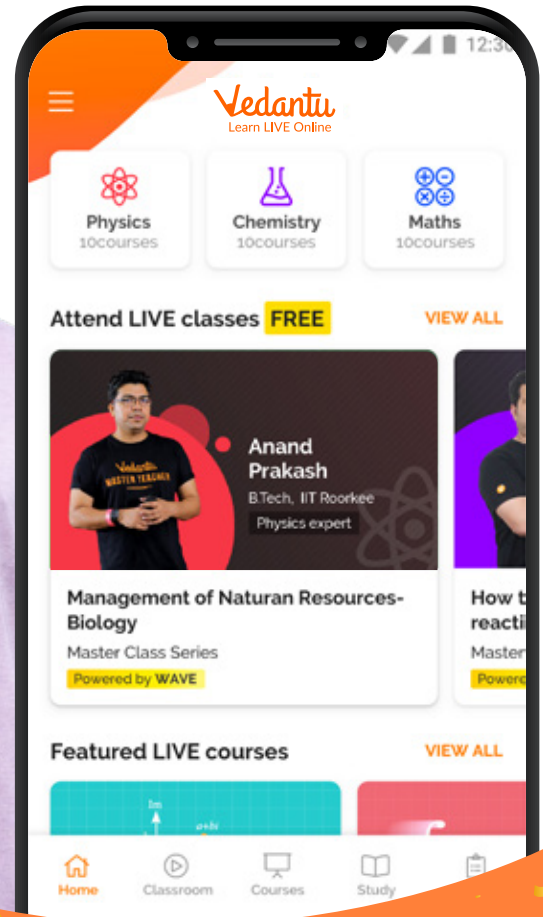 12:30
Vedantu
Learn LIVE Online
Physics
10courses
Chemistry
10courses
Maths
10courses
Attend LIVE classes FREE
VIEW ALL
Vedantu
MASTER TEACHER
Anand
Prakash
B.Tech, IIT Roorkee
Physics expert
Management of Naturan Resources-
Biology
Master Class Series
Powered by WAVE
How t
reacti
Master
Powere
Featured LIVE courses
VIEW ALL
Im
a+bi
Home
Classroom
Courses
Study